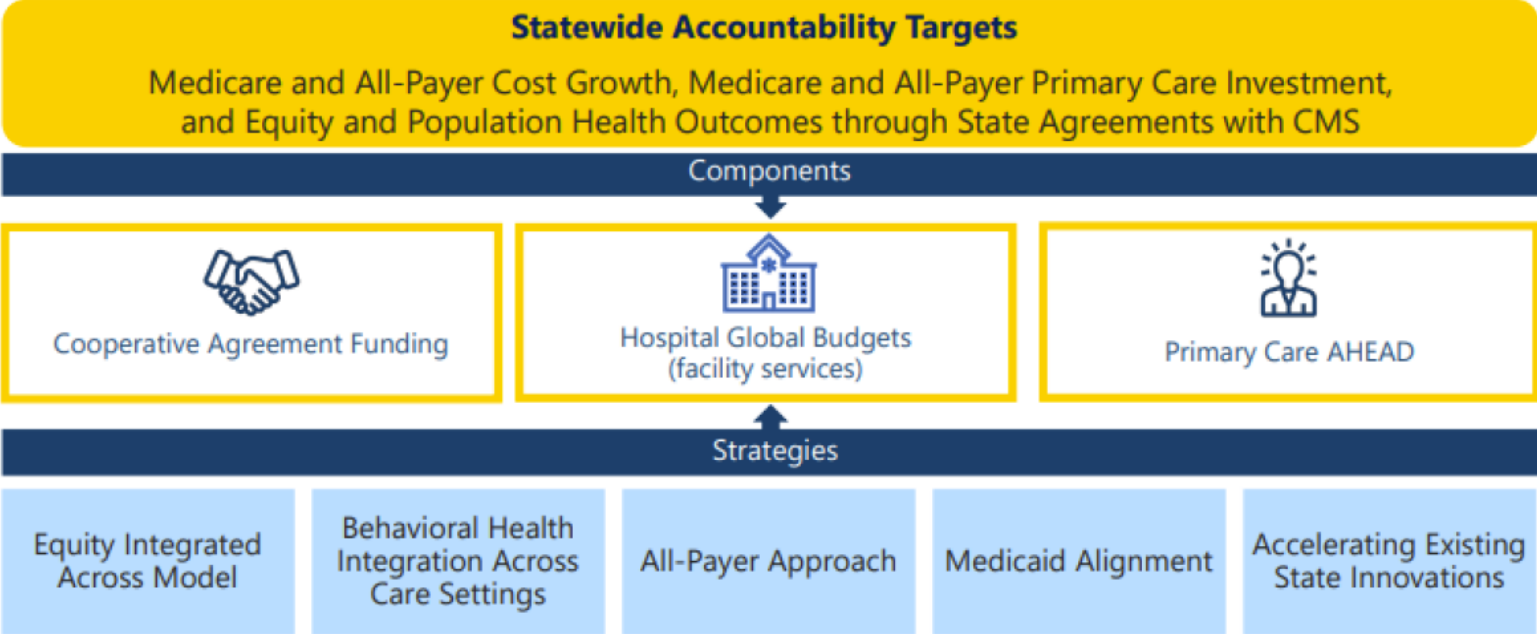 Statewide Accountability Targets
Medicare and All-Payer Cost Growth, Medicare and All-Payer Primary Care Investment,
and Equity and Population Health Outcomes through State Agreements with CMS
Components
Cooperative Agreement Funding
Hospital Global Budgets
(facility services)
Primary Care AHEAD
Strategies
Equity Integrated
Across Model
Behavioral Health
Integration Across
Care Settings
All-Payer Approach
Medicaid Alignment
Accelerating Existing
State Innovations